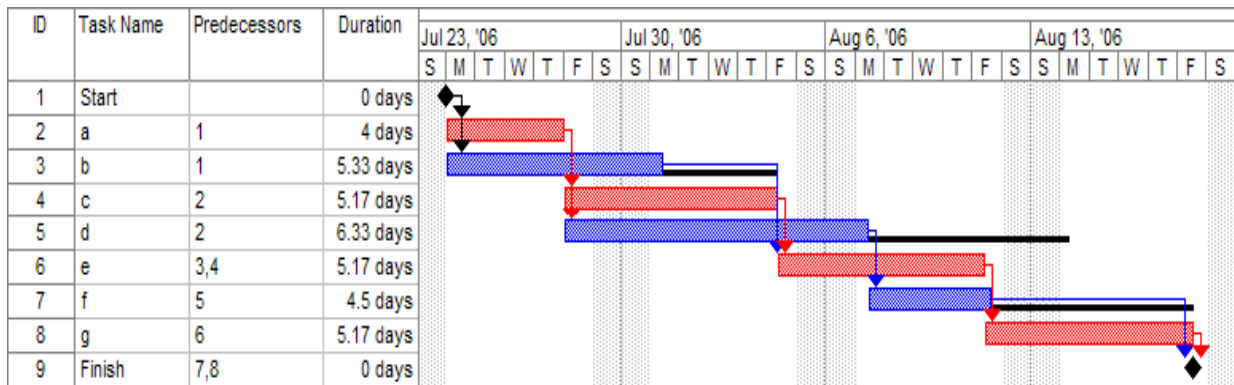 ID Task Name Predecessors Duration
Jul 23, '06 Jul 30, '06 Aug 6, '06 Aug 13, '06
S M T W T F S S M T W T F S S M T W T F S S M T W T F S
1 Start 0 days
2 a 1 4 days
3 b 1 5.33 days
4 c 2 5.17 days
5 d 2 6.33 days
6 e 3,4 5.17 days
7 f 5 4.5 days
8 g 6 5.17 days
9 Finish 7,8 0 days